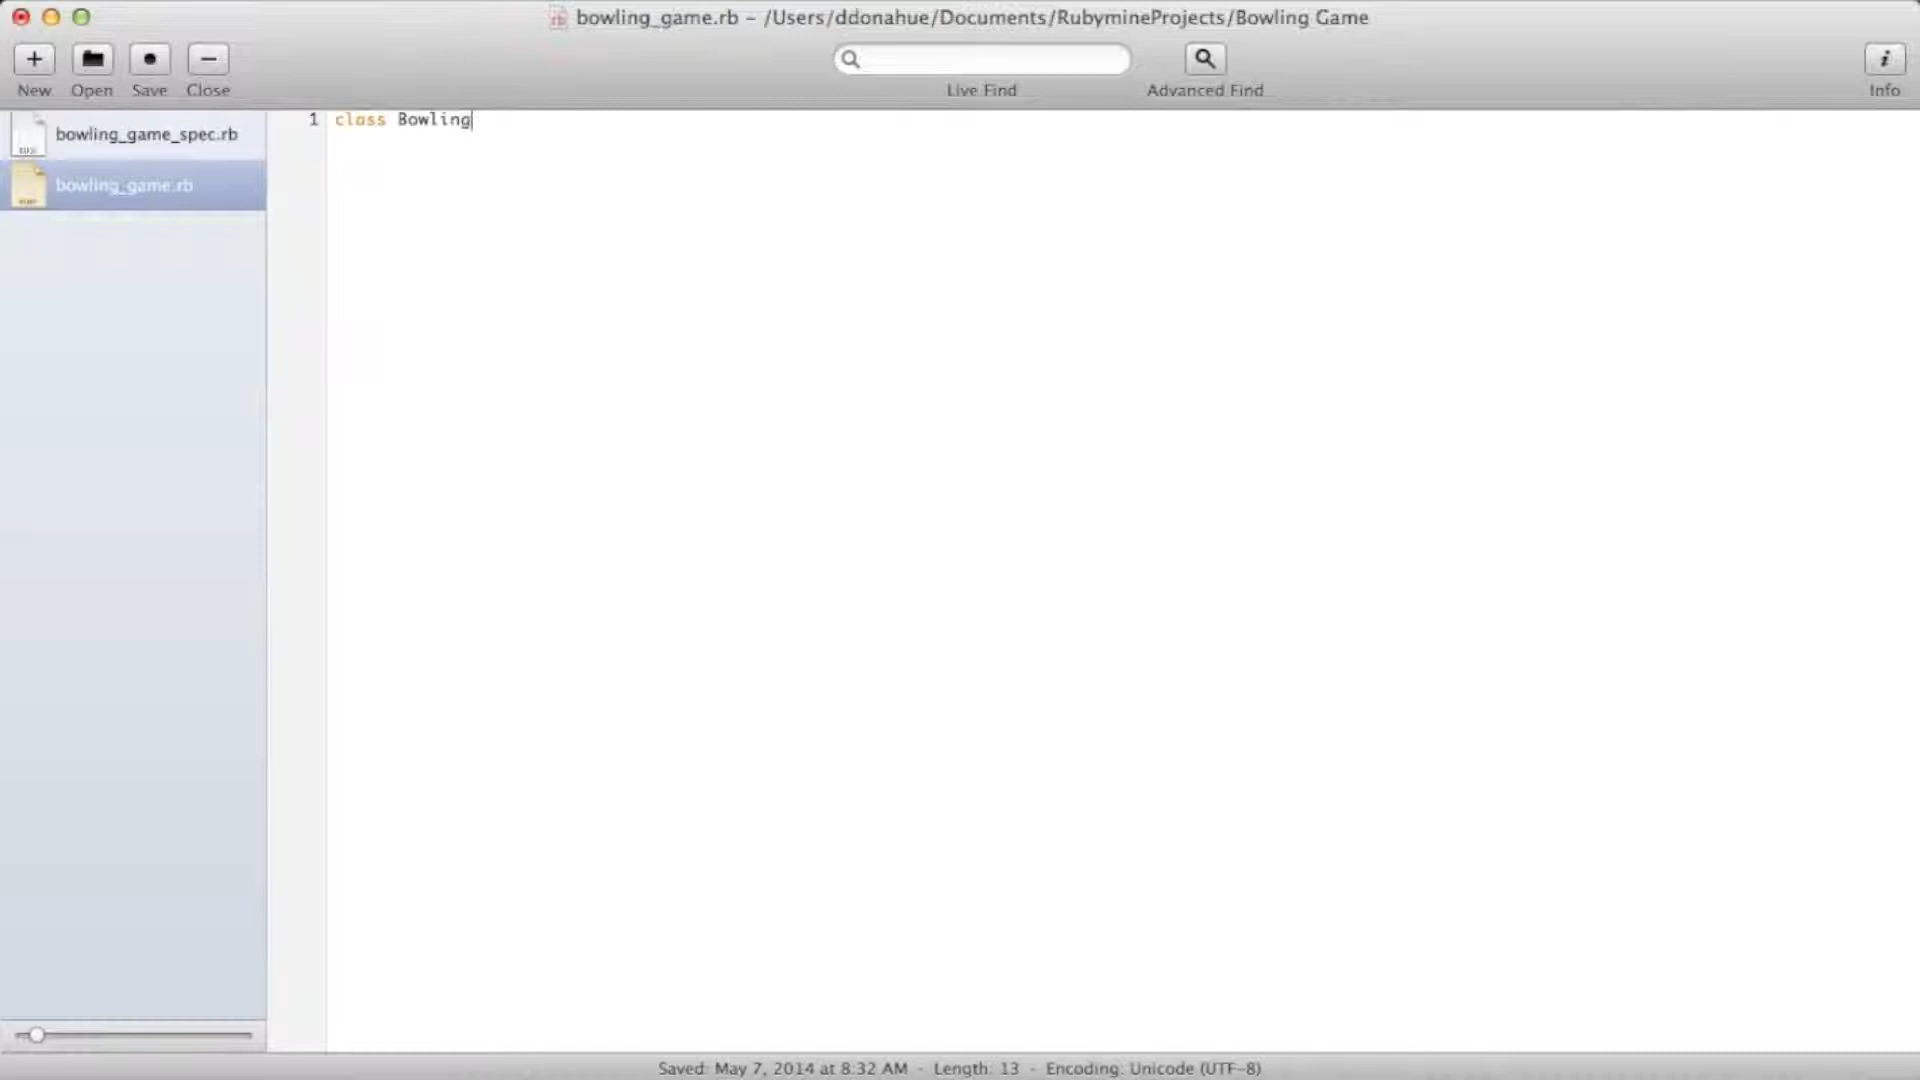 bowling_game.rb – /Users/ddonahue/Documents/RubymineProjects/Bowling Game
New Open Save Close
Live Find
Advanced Find
Info
bowling_game_spec.rb
bowling_game.rb
1 class Bowling
Saved: May 7, 2014 at 8:32 AM - Length: 13 - Encoding: Unicode (UTF-8)